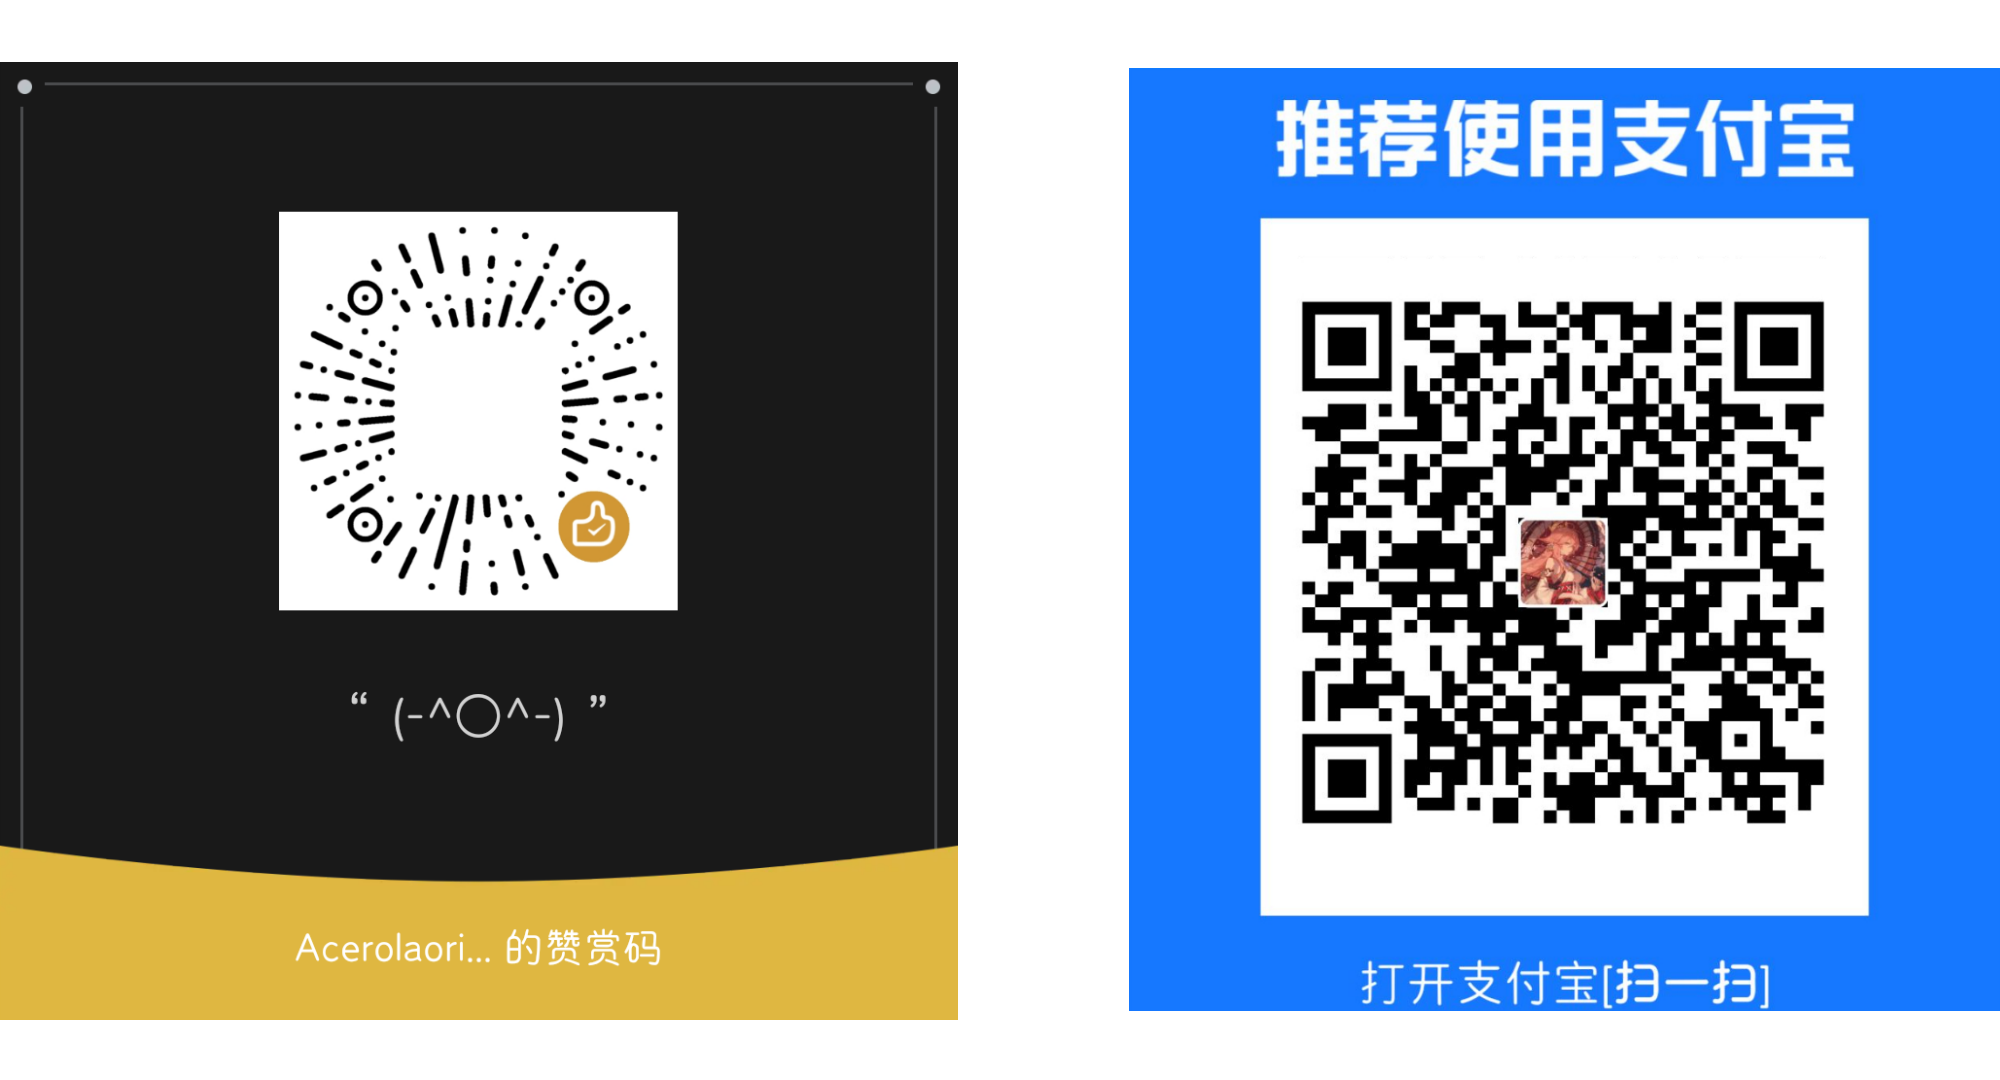 “ (-^〇^-) ”
Acerolaori... 的赞赏码
推荐使用支付宝
打开支付宝[扫一扫]